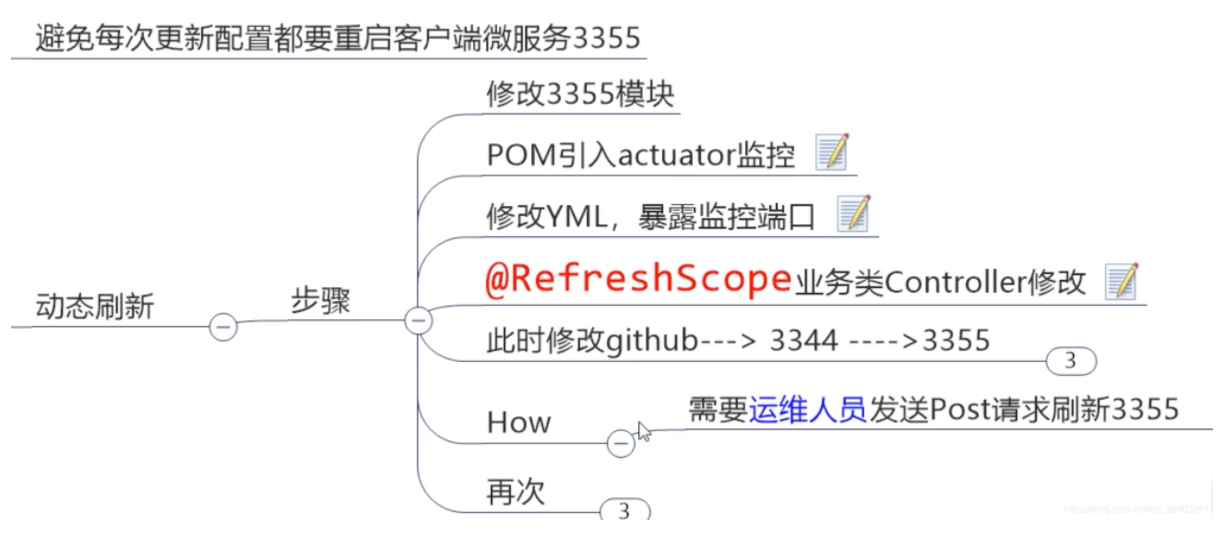 避免每次更新配置都要重启客户端微服务3355
修改3355模块
POM引入actuator监控
修改YML，暴露监控端口
@RefreshScope业务类Controller修改
动态刷新
步骤
此时修改github---> 3344 ---->3355
3
How
需要运维人员发送Post请求刷新3355
再次
3